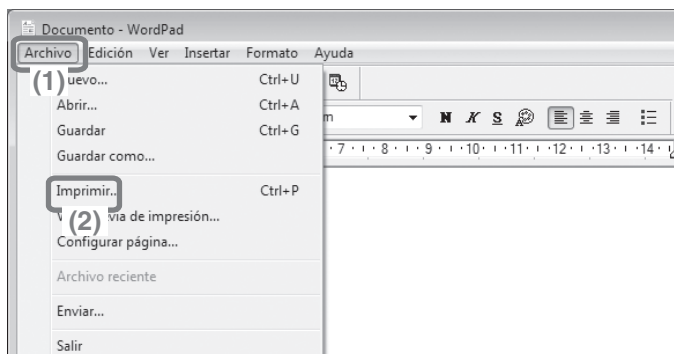 Documento - WordPad
Archivo Edición Ver Insertar Formato Ayuda
(1)
uevo... Ctrl+U
Abrir... Ctrl+A
Guardar Ctrl+G
Guardar como...
Imprimir.. Ctrl+P
(2)
via de impresión...
Configurar página...
Archivo reciente
Enviar...
Salir
N K S
7 8 9 10 11 12 13 14